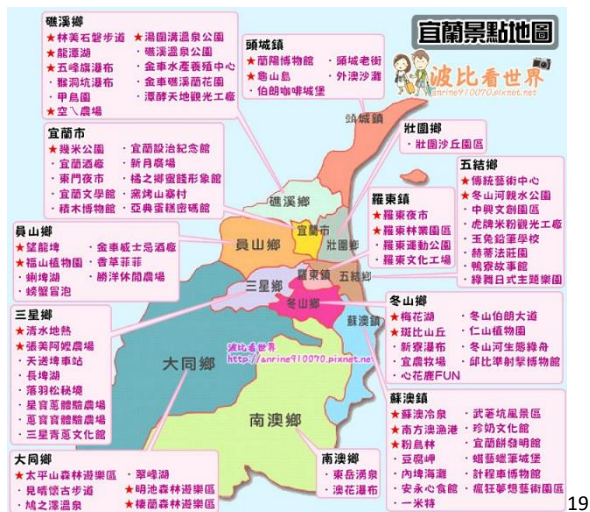 宜蘭景點地圖
波比看世界
anrine910070.pixnet.net
礁溪鄉
★林美石磐步道 ★湯圍溝溫泉公園
★龍潭湖 ・礁溪溫泉公園
★五峰旗瀑布 ・金車水產養殖中心
・猴洞坑瀑布 ・金車礁溪蘭花園
・甲鳥園 ・潭酵天地觀光工廠
★空ㄟ農場
頭城鎮
★蘭陽博物館 ・頭城老街
★龜山島 ・外澳沙灘
・伯朗咖啡城堡
宜蘭市
★幾米公園 ・宜蘭設治紀念館
・宜蘭酒廠 ・新月廣場
・東門夜市 ・橘之鄉蜜餞形象館
・宜蘭文學館 ・窯烤山寨村
・積木博物館 ・亞典蛋糕密碼館
壯圍鄉
・壯圍沙丘園區
五結鄉
★傳統藝術中心
★冬山河親水公園
・中興文創園區
・虎牌米粉觀光工廠
・玉兔鉛筆學校
・赫蒂法莊園
・鴨寮故事館
・綠舞日式主題樂園
羅東鎮
★羅東夜市
★羅東林業園區
・羅東運動公園
・羅東文化工場
員山鄉
★望龍埤 ・金車威士忌酒廠
★福山植物園 ・香草菲菲
・蜊埤湖 ・勝洋休閒農場
・螃蟹冒泡
三星鄉
★清水地熱
★張美阿嬤農場
・天送埤車站
・長埤湖
・落羽松秘境
・星寶蔥體驗農場
・蔥寶寶體驗農場
・三星青蔥文化館
冬山鄉
★梅花湖 ・冬山伯朗大道
★斑比山丘 ・仁山植物園
・新寮瀑布 ・冬山河生態綠舟
・宜農牧場 ・邱比準射擊博物館
・心花鹿FUN
蘇澳鎮
★蘇澳冷泉 ・武荖坑風景區
★南方澳漁港 ・珍奶文化館
★粉鳥林 ・宜蘭餅發明館
・豆腐岬 ・蜡藝蠟筆城堡
・內埤海灘 ・計程車博物館
・安永心食館 ・瘋狂夢想藝術園區
・一米特
大同鄉
★太平山森林遊樂區 ・翠峰湖
・見晴懷古步道 ★明池森林遊樂區
・鳩之澤溫泉 ★棲蘭森林遊樂區
南澳鄉
・東岳湧泉
・澳花瀑布
頭城鎮
礁溪鄉
宜蘭市
壯圍鄉
員山鄉
羅東鎮
五結鄉
三星鄉
冬山鄉
蘇澳鎮
大同鄉
南澳鄉
波比看世界
http://anrine910070.pixnet.net
19